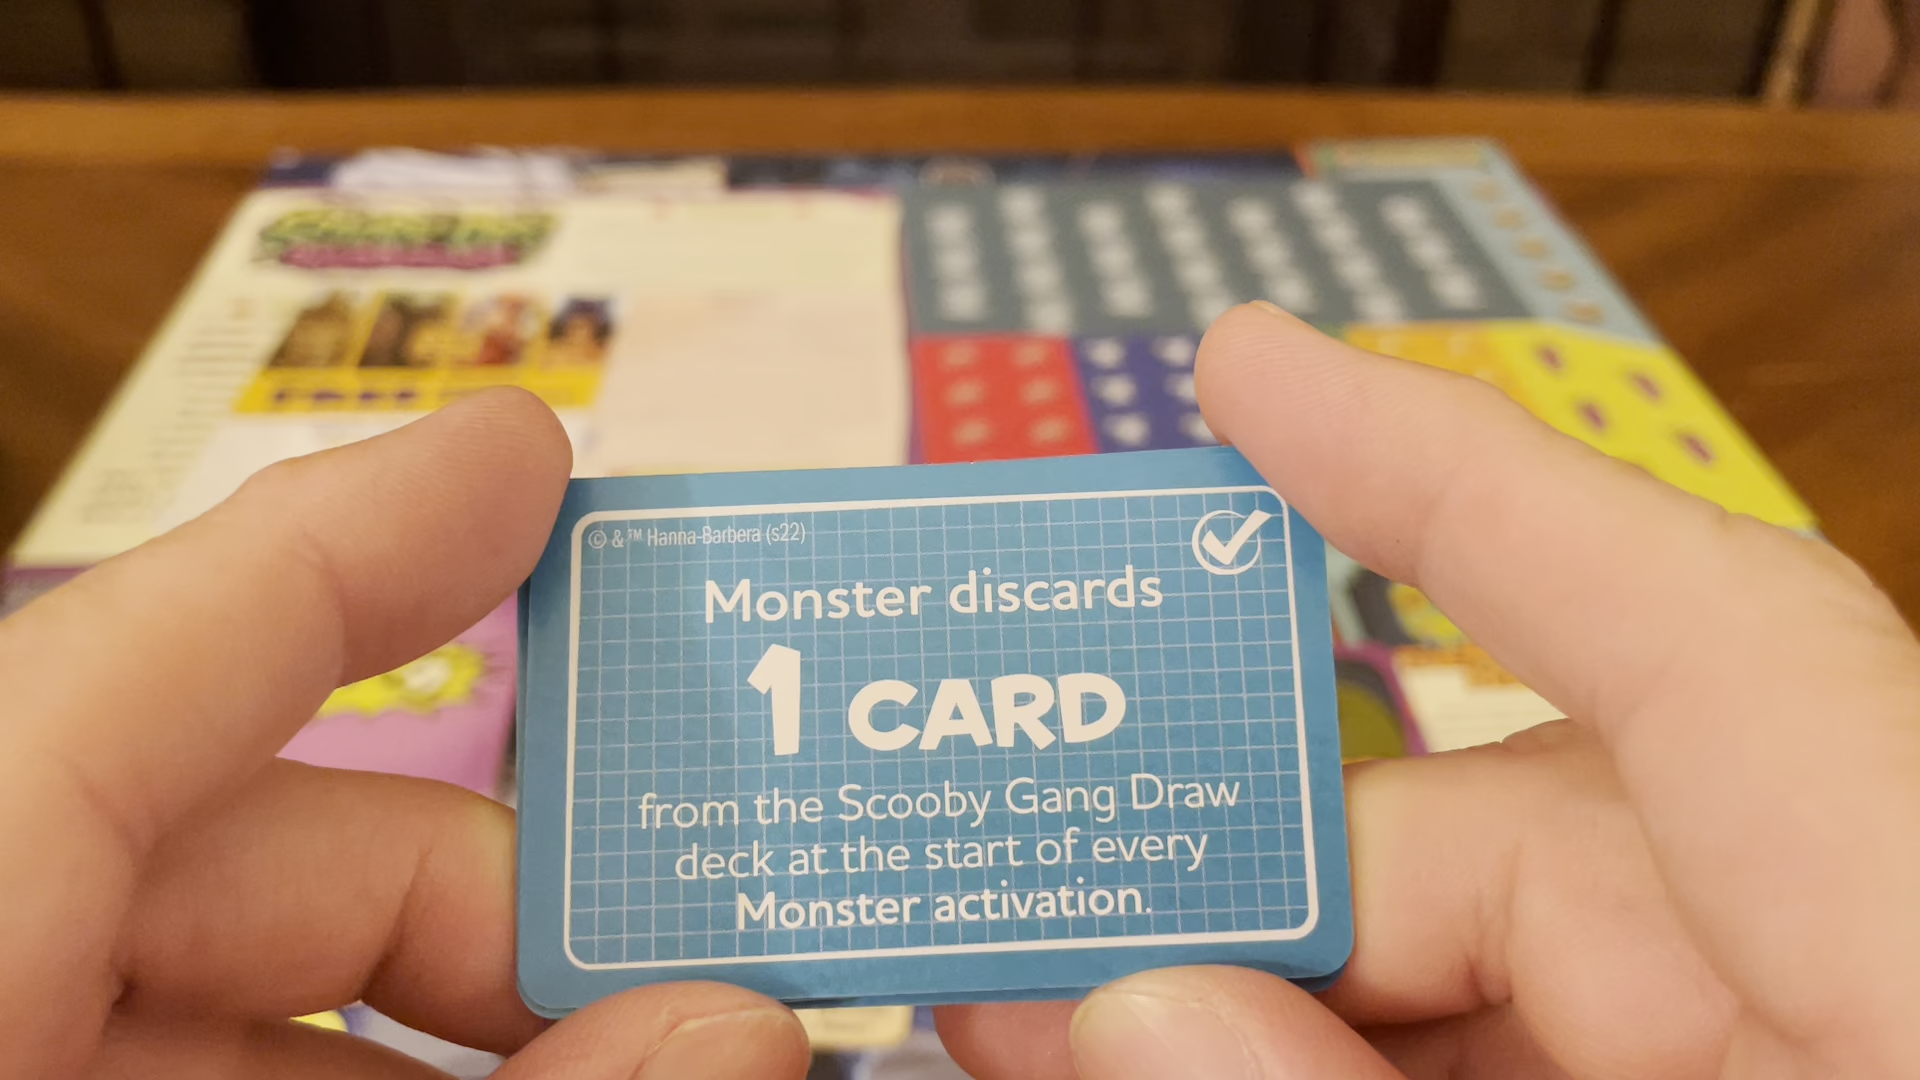 © & ™ Hanna-Barbera (s22)
Monster discards
1 CARD
from the Scooby Gang Draw
deck at the start of every
Monster activation.